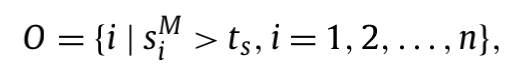 O = {i | s_i^M > t_s, i = 1, 2, . . . , n},